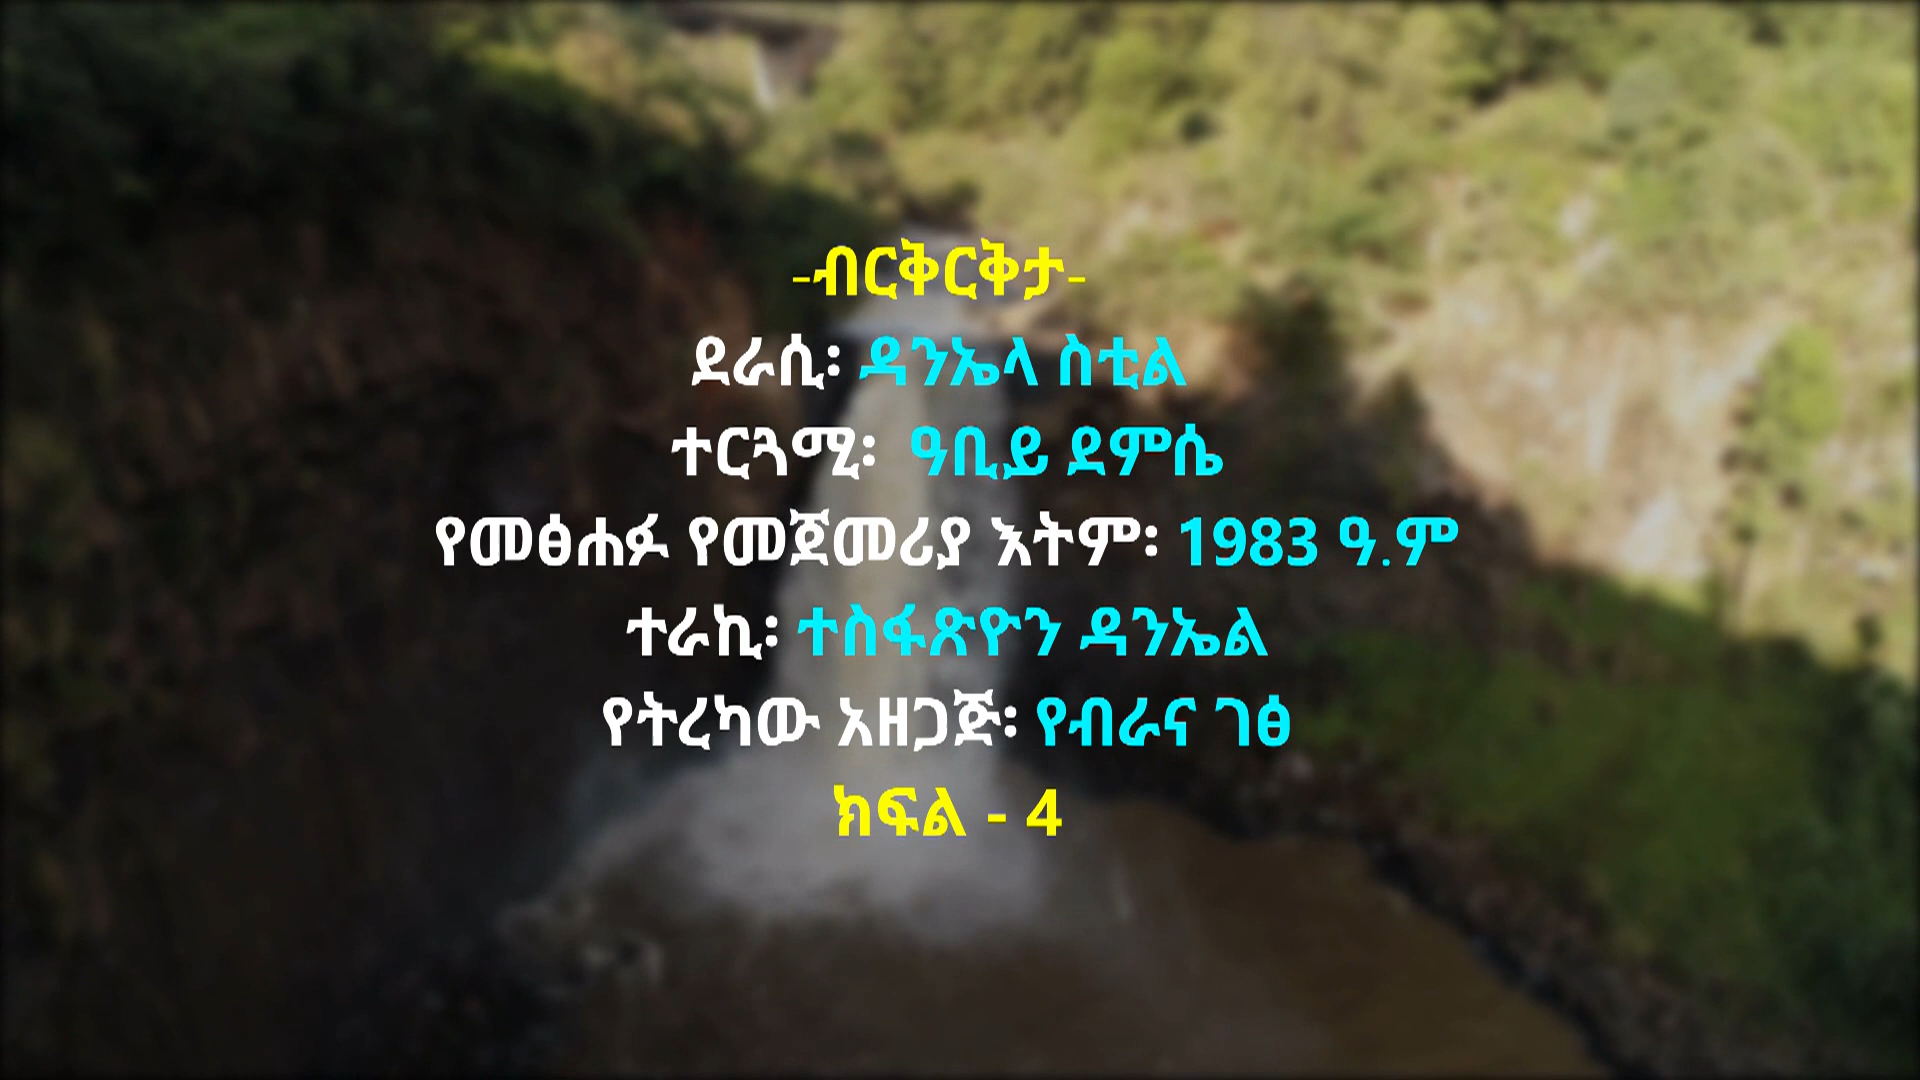 -ብርቅርቅታ-
ደራሲ፡ ዳንኤላ ስቲል
ተርጓሚ፡ ዓቢይ ደምሴ
የመፅሐፉ የመጀመሪያ እትም፡ 1983 ዓ.ም
ተራኪ፡ ተስፋጽዮን ዳንኤል
የትረካው አዘጋጅ፡ የብራና ገፅ
ክፍል - 4